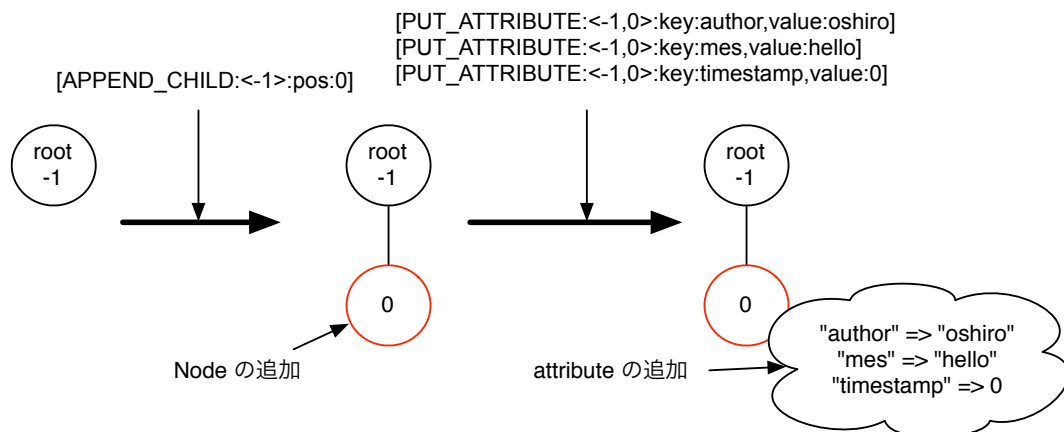 [PUT_ATTRIBUTE:<-1,0>:key:author,value:oshiro]
[PUT_ATTRIBUTE:<-1,0>:key:mes,value:hello]
[PUT_ATTRIBUTE:<-1,0>:key:timestamp,value:0]
[APPEND_CHILD:<-1>:pos:0]
root
-1
root
-1
root
-1
0
0
Node の追加
attribute の追加
"author" => "oshiro"
"mes" => "hello"
"timestamp" => 0